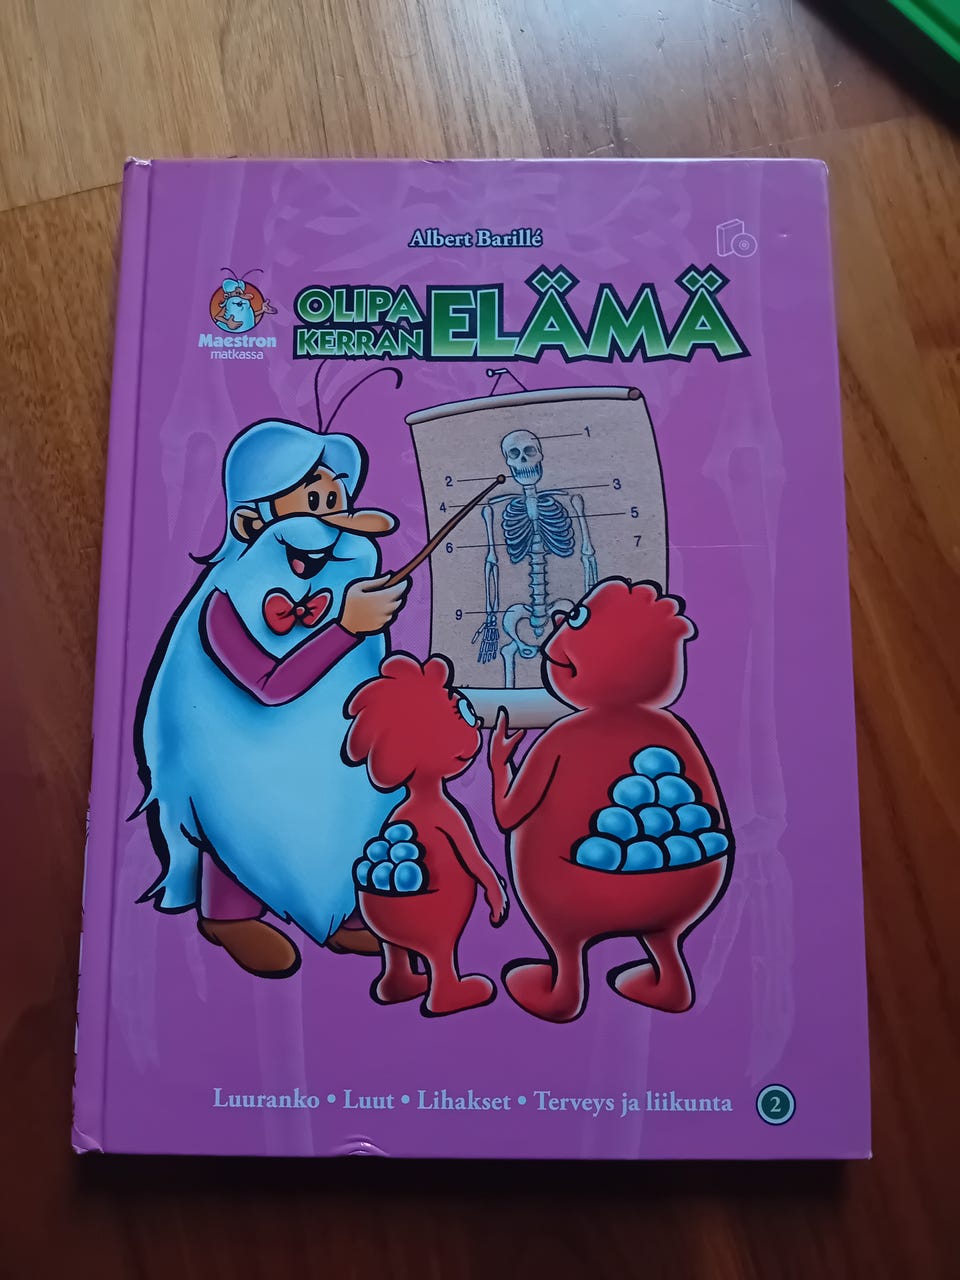 Albert Barillé
Maestron
matkassa
OLIPA
KERRAN
ELÄMÄ
1
2
3
4
5
6
7
9
Luuranko • Luut • Lihakset • Terveys ja liikunta
2